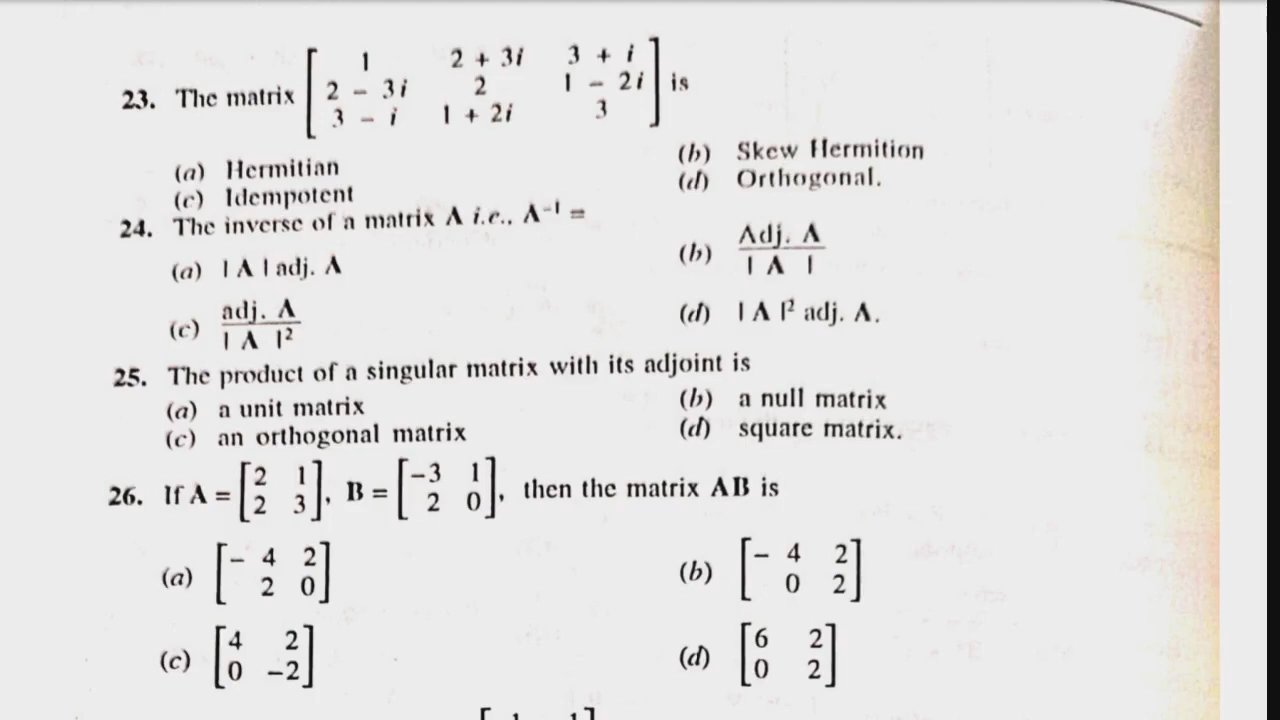 23. The matrix [ 1 2 + 3i 3 + i
2 - 3i 2 1 - 2i
3 - i 1 + 2i 3 ] is
(a) Hermitian (b) Skew Hermition
(c) Idempotent (d) Orthogonal.
24. The inverse of a matrix A i.e., A⁻¹ =
(a) | A | adj. A (b) Adj. A / | A |
(c) adj. A / | A |² (d) | A |² adj. A.
25. The product of a singular matrix with its adjoint is
(a) a unit matrix (b) a null matrix
(c) an orthogonal matrix (d) square matrix.
26. If A = [2 1
2 3], B = [-3 1
2 0], then the matrix AB is
(a) [- 4 2
2 0] (b) [- 4 2
0 2]
(c) [4 2
0 -2] (d) [6 2
0 2]